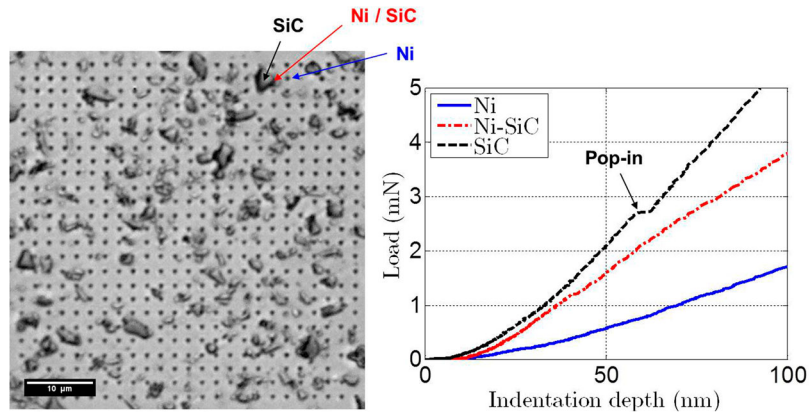 SiC
Ni / SiC
Ni
10 μm
Ni
Ni-SiC
SiC
Pop-in
5
4
3
2
1
0
Load (mN)
0
50
100
Indentation depth (nm)